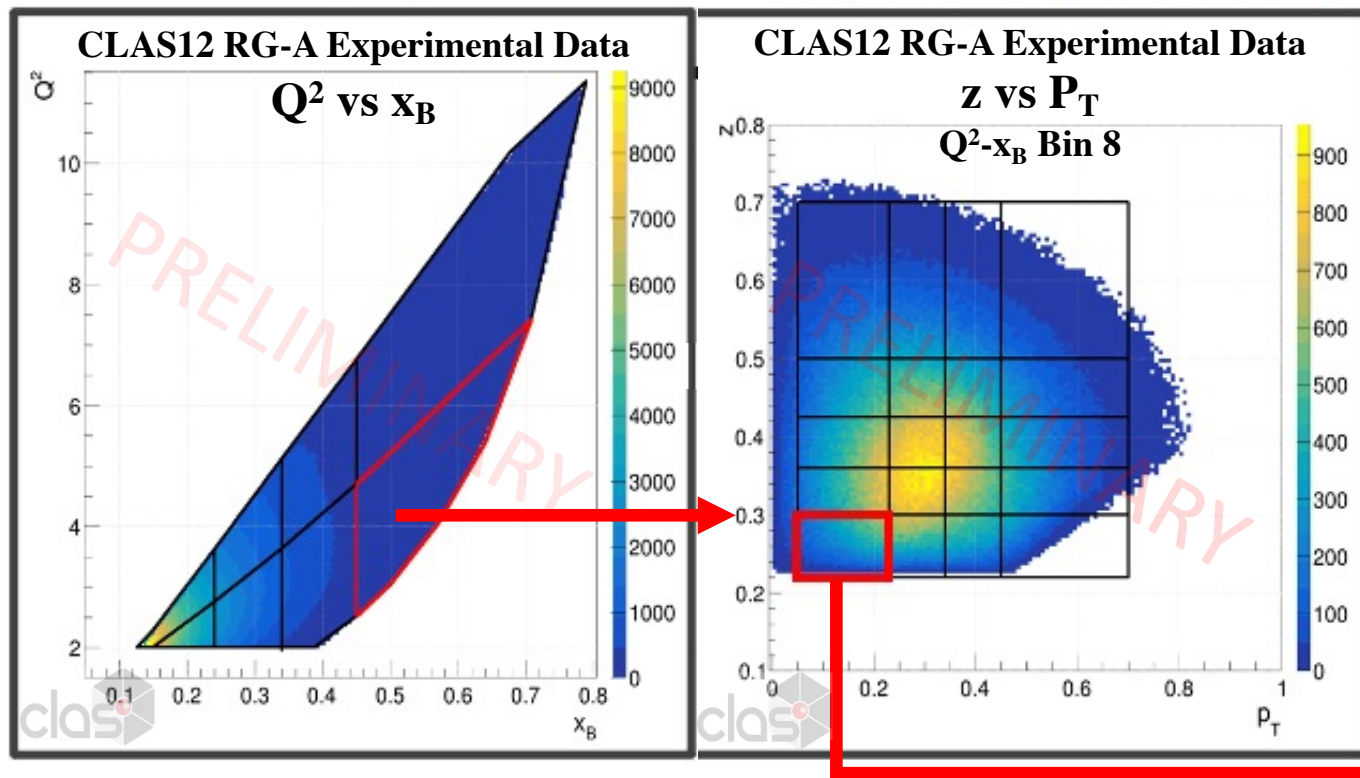 CLAS12 RG-A Experimental Data
Q² vs x_B
Q²
10
8
6
4
2
0.1 0.2 0.3 0.4 0.5 0.6 0.7 0.8
x_B
9000
8000
7000
6000
5000
4000
3000
2000
1000
0
PRELIMINARY
clas
CLAS12 RG-A Experimental Data
z vs P_T
Q²-x_B Bin 8
z
0.8
0.7
0.6
0.5
0.4
0.3
0.2
0.1
0 0.2 0.4 0.6 0.8 1
p_T
900
800
700
600
500
400
300
200
100
0
PRELIMINARY
clas